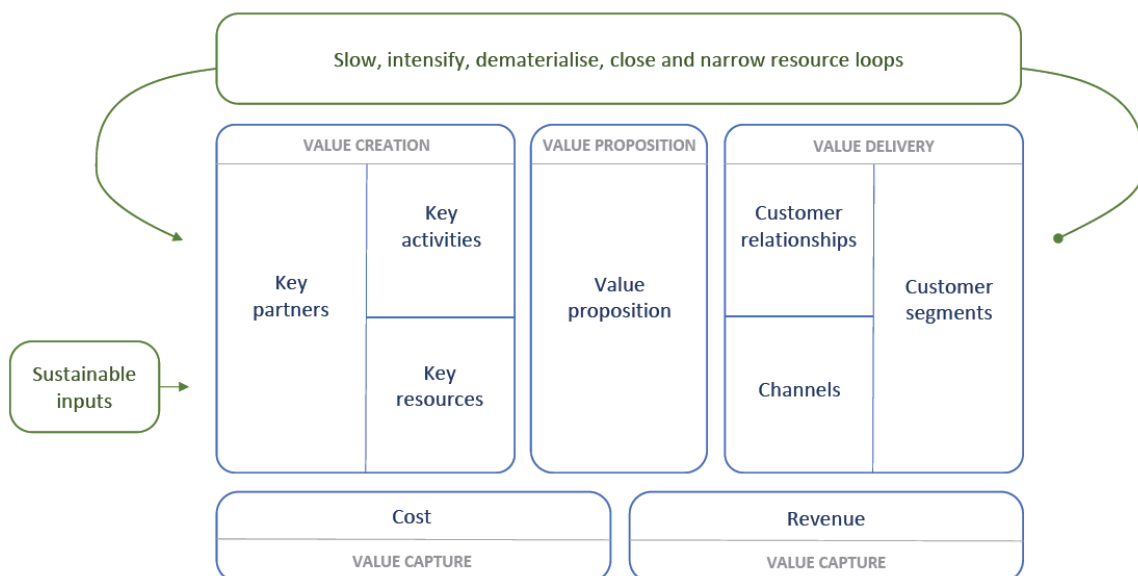 Slow, intensify, dematerialise, close and narrow resource loops
VALUE CREATION
VALUE PROPOSITION
VALUE DELIVERY
Key
partners
Key
activities
Key
resources
Value
proposition
Customer
relationships
Channels
Customer
segments
Sustainable
inputs
Cost
VALUE CAPTURE
Revenue
VALUE CAPTURE